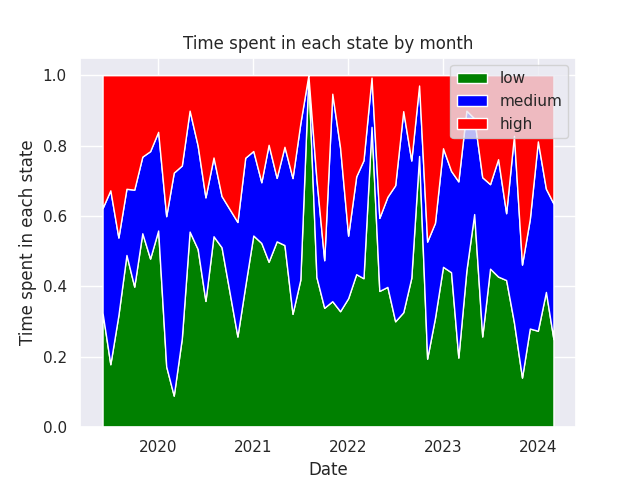 Time spent in each state by month
low
medium
high
1.0
0.8
0.6
0.4
0.2
0.0
Time spent in each state
2020
2021
2022
2023
2024
Date